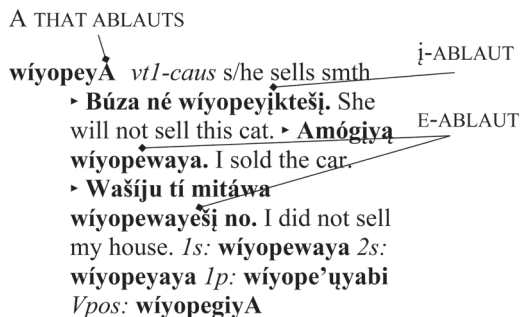 A THAT ABLAUTS
į-ABLAUT
wíyopeyA vt1-caus s/he sells smth
‣ Búza né wíyopeyįktešį. She
will not sell this cat. ‣ Amógįyą
E-ABLAUT
wíyopewaya. I sold the car.
‣ Wašíju tí mitáwa
wíyopewayešį no. I did not sell
my house. 1s: wíyopewaya 2s:
wíyopeyaya 1p: wíyope’ųyabi
Vpos: wíyopegiyA